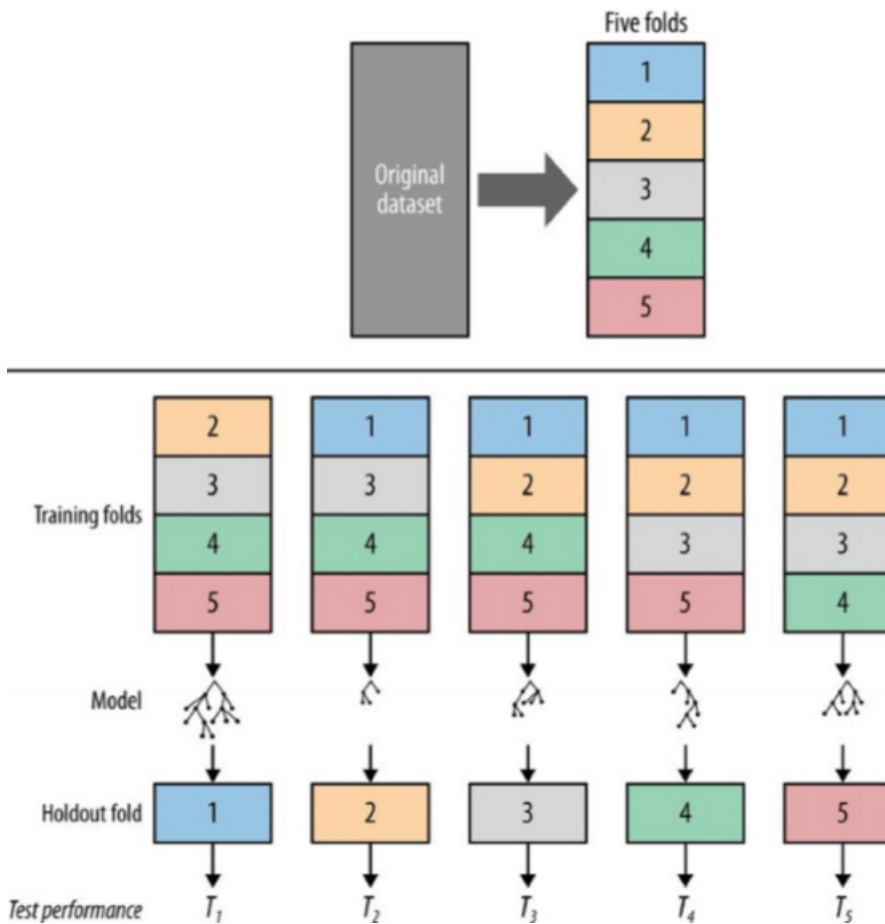 Five folds
1
2
3
4
5
Original
dataset
Training folds
2 1 1 1 1
3 3 2 2 2
4 4 4 3 3
5 5 5 5 4
Model
Holdout fold 1 2 3 4 5
Test performance T₁ T₂ T₃ T₄ T₅